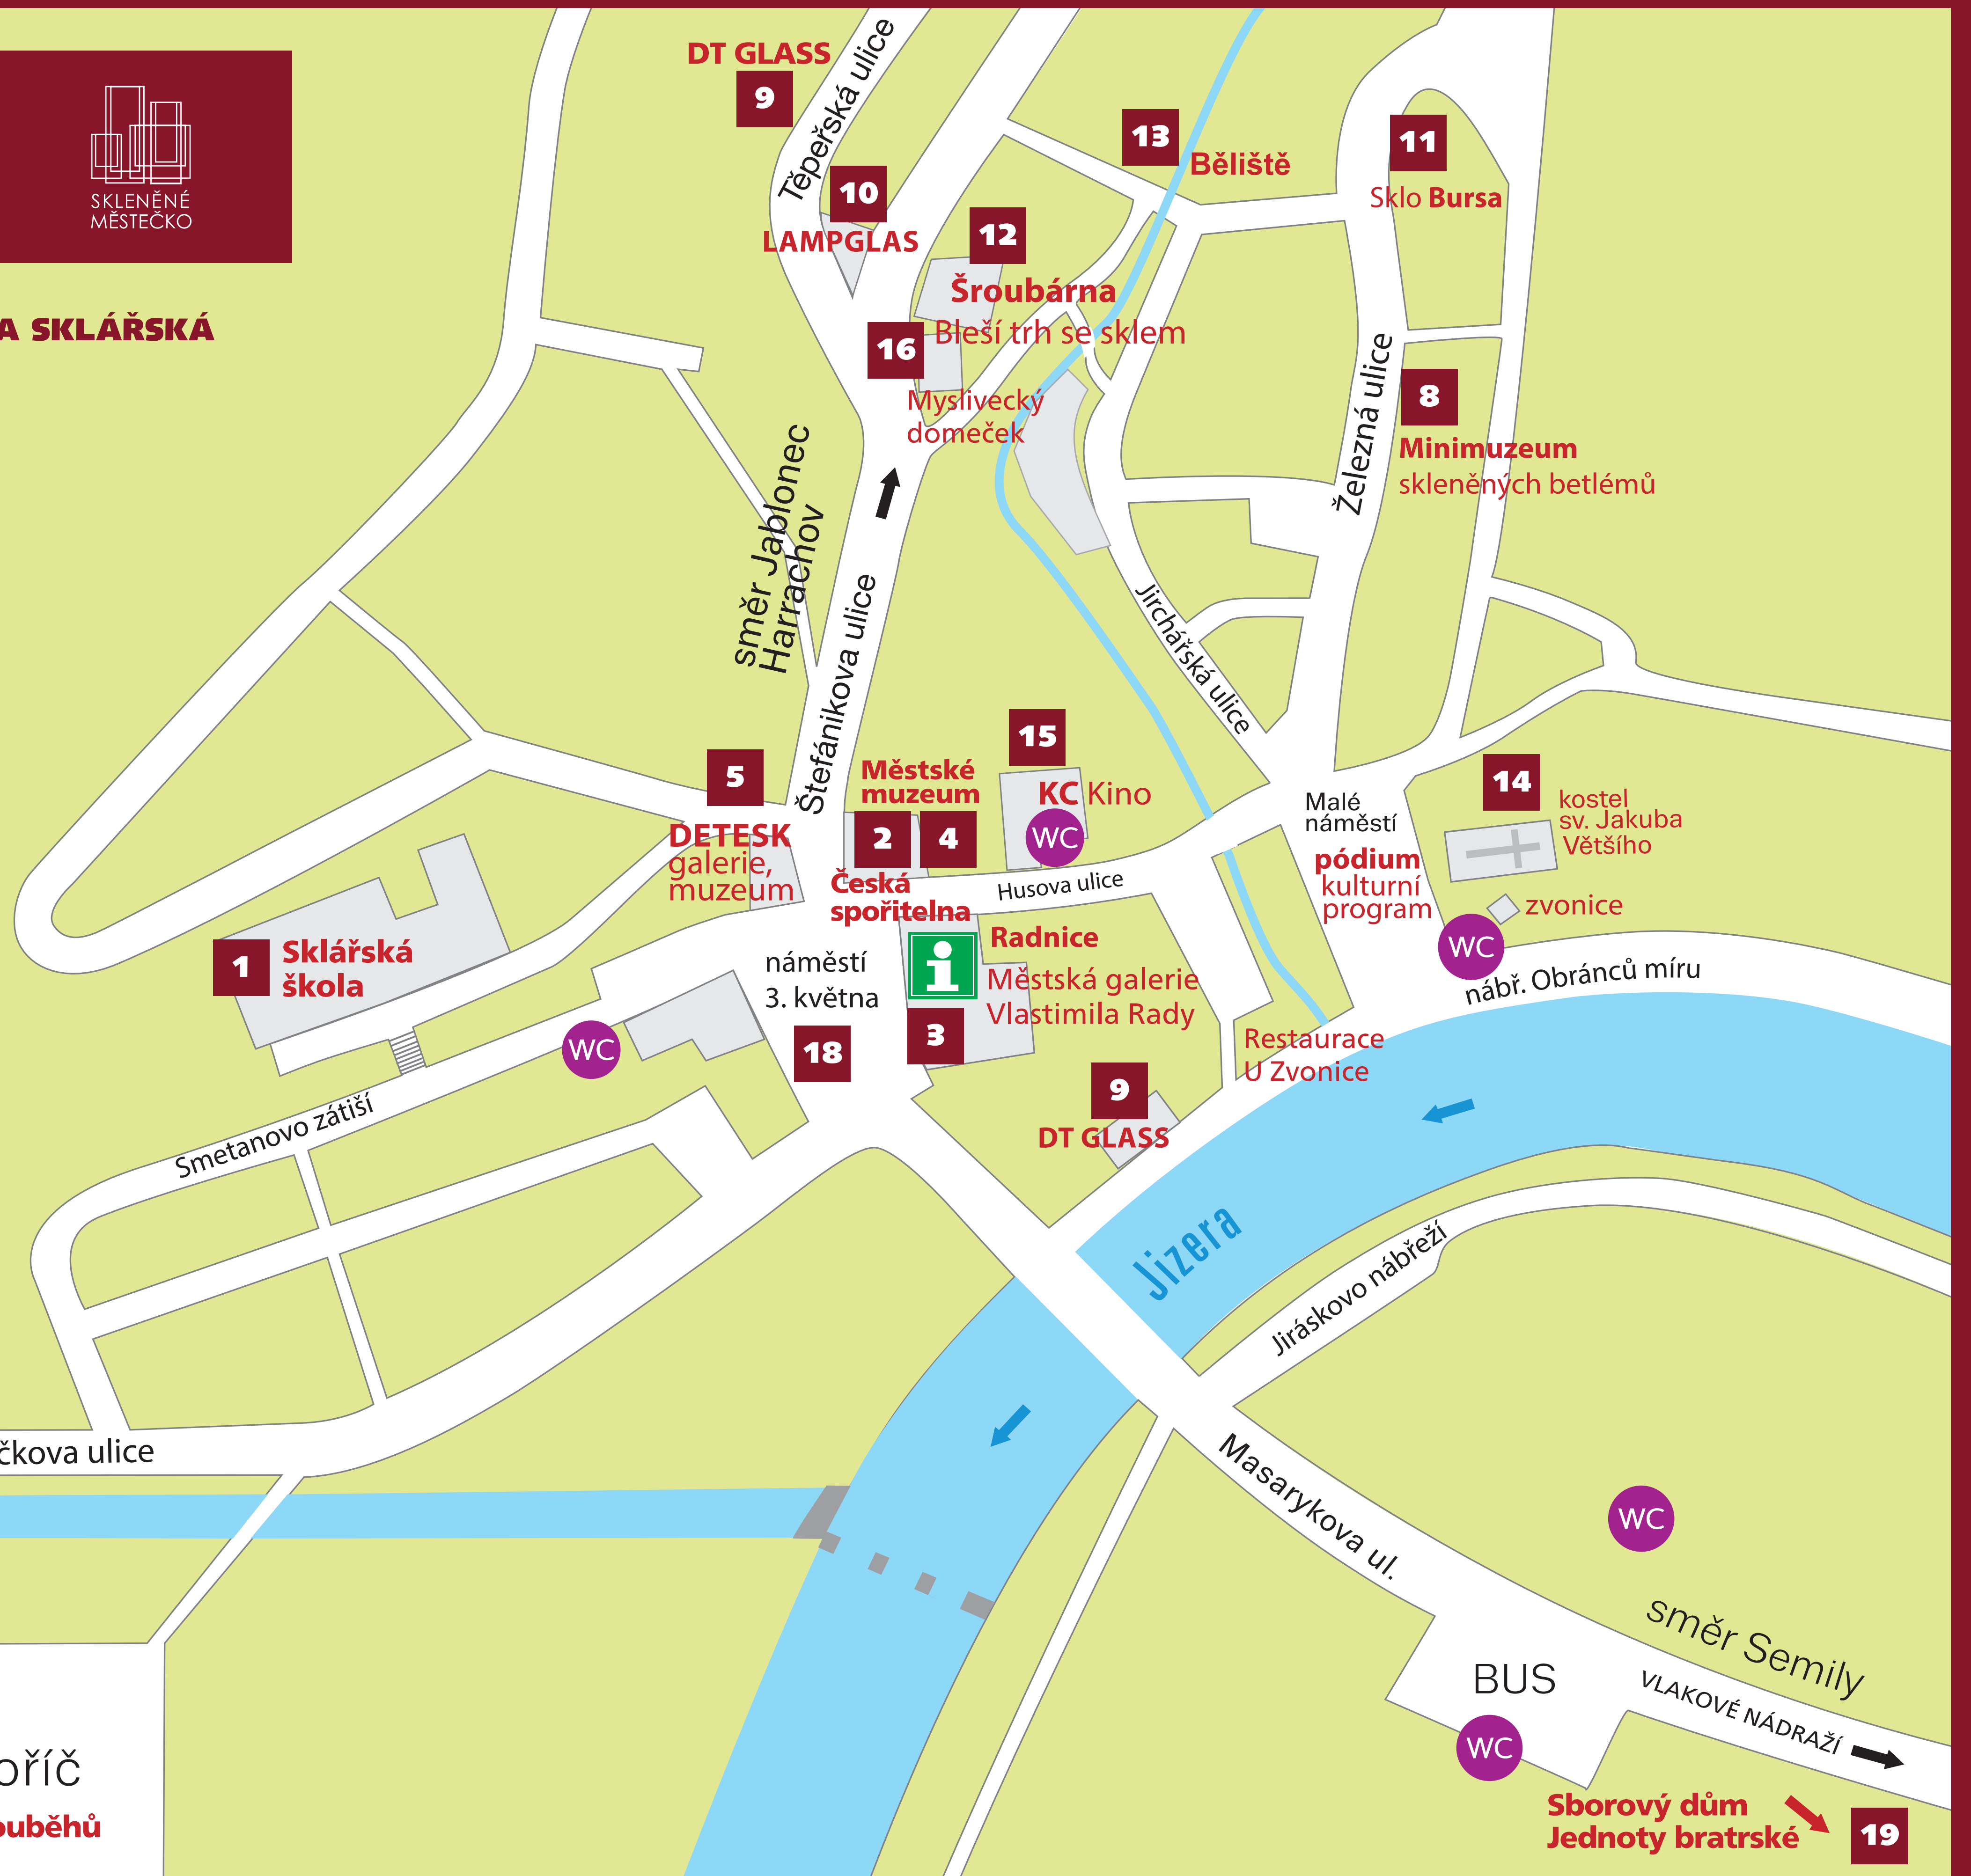 SKLENĚNÉ
MĚSTEČKO
A SKLÁŘSKÁ
DT GLASS
9
Těpeřská ulice
10
LAMPGLAS
13
Běliště
11
Sklo Bursa
12
Šroubárna
Bleší trh se sklem
16
Myslivecký
domeček
Železná ulice
8
Minimuzeum
skleněných betlémů
směr Jablonec
Harrachov
Štefánikova ulice
Jirchářská ulice
5
DETESK
galerie,
muzeum
Městské
muzeum
2
4
Česká
spořitelna
15
KC Kino
WC
Husova ulice
Malé
náměstí
pódium
kulturní
program
14
kostel
sv. Jakuba
Většího
zvonice
WC
nábř. Obránců míru
1
Sklářská
škola
náměstí
3. května
18
Radnice
Městská galerie
Vlastimila Rady
3
WC
Restaurace
U Zvonice
9
DT GLASS
Smetanovo zátiší
Jizera
Jiráskovo nábřeží
čkova ulice
Masarykova ul.
WC
směr Semily
BUS
VLAKOVÉ NÁDRAŽÍ
WC
oříč
ouběhů
Sborový dům
Jednoty bratrské
19